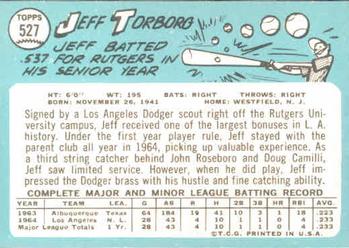 TOPPS
527
JEFF TORBORG
JEFF BATTED
.537 FOR RUTGERS IN
HIS SENIOR YEAR
HT: 6'0" WT: 195 BATS: RIGHT THROWS: RIGHT
BORN: NOVEMBER 26, 1941 HOME: WESTFIELD, N. J.
Signed by a Los Angeles Dodger scout right off the Rutgers
University campus, Jeff received one of the largest bonuses in L. A.
history. Under the first year player rule, Jeff stayed with the
parent club all year in 1964, picking up valuable experience. As
a third string catcher behind John Roseboro and Doug Camilli,
Jeff saw limited service. However, when he did play, Jeff im-
pressed the Dodger brass with his hustle and fine catching ability.
COMPLETE MAJOR AND MINOR LEAGUE BATTING RECORD
YEAR TEAM LEA. G AB R H 2B 3B HR RBI. AVG.
1963 Albuquerque Texas 64 184 19 41 10 3 1 18 .223
1964 Los Angeles N. L. 28 43 4 10 1 1 0 4 .233
Major League Totals 1 Yr. 28 43 4 10 1 1 0 4 .233
© T.C.G. PRINTED IN U.S.A.